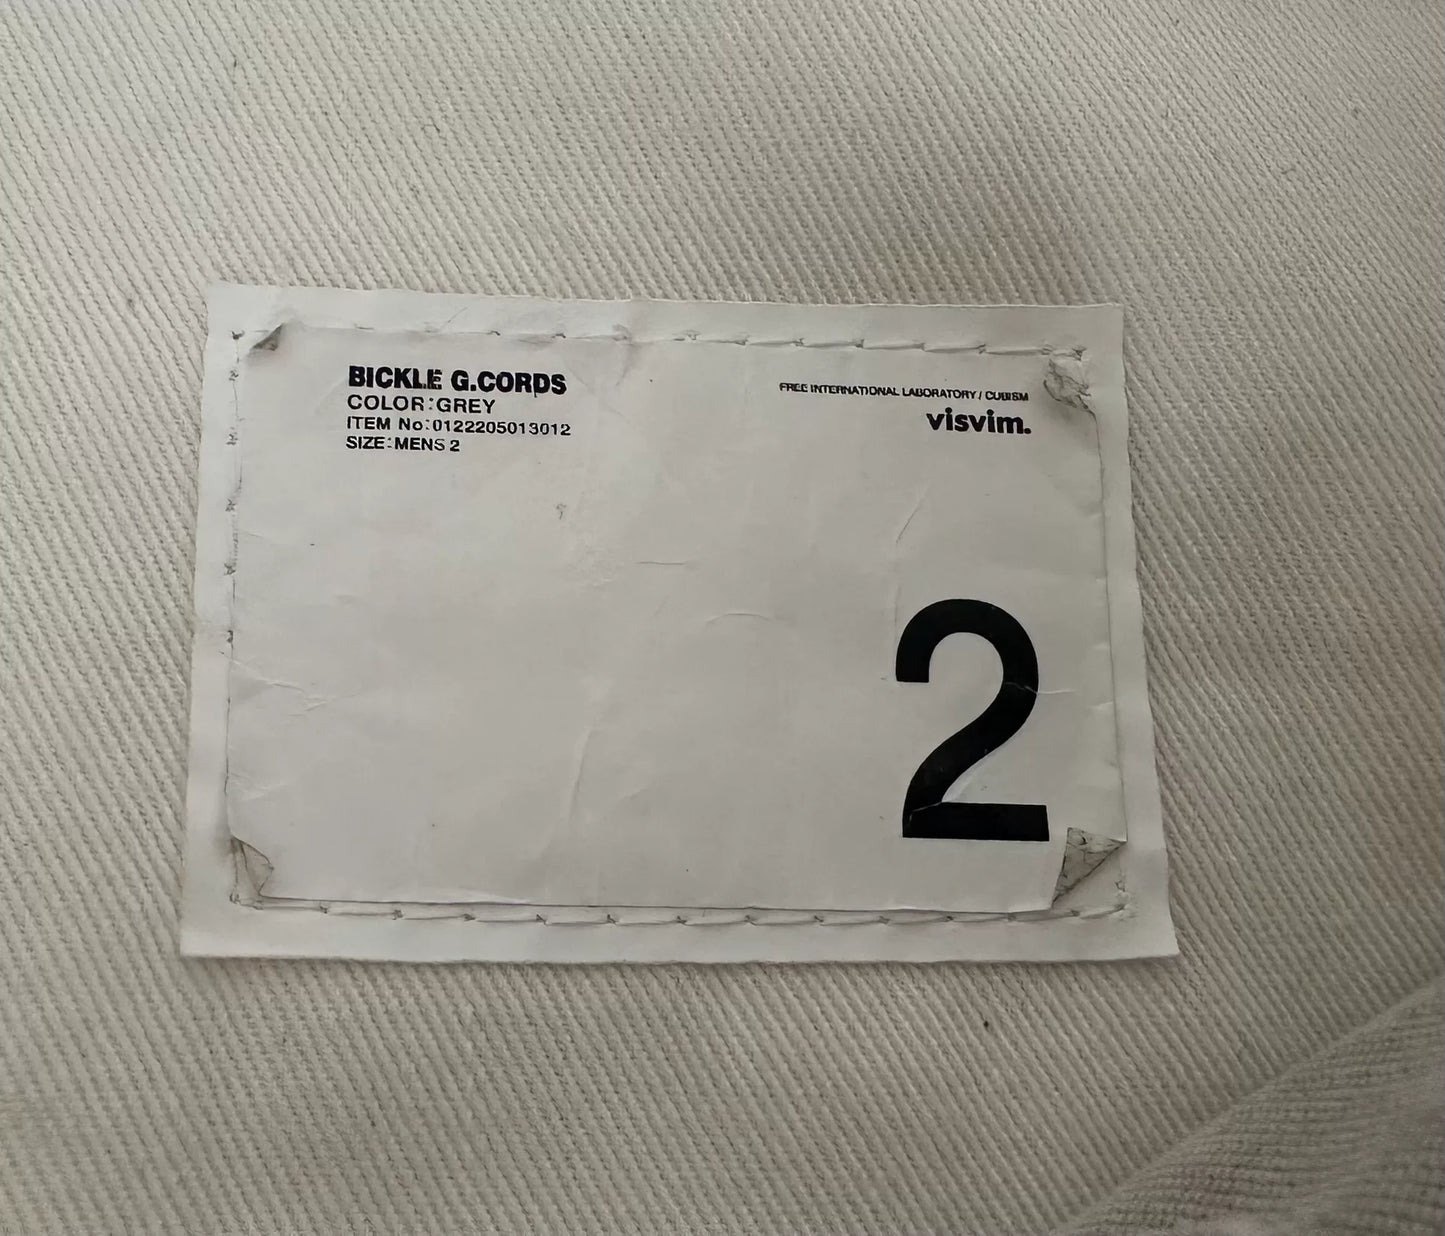 BICKLE G.CORDS
COLOR:GREY
ITEM No:0122205013012
SIZE:MENS 2
FREE INTERNATIONAL LABORATORY / CUBISM
visvim.
2